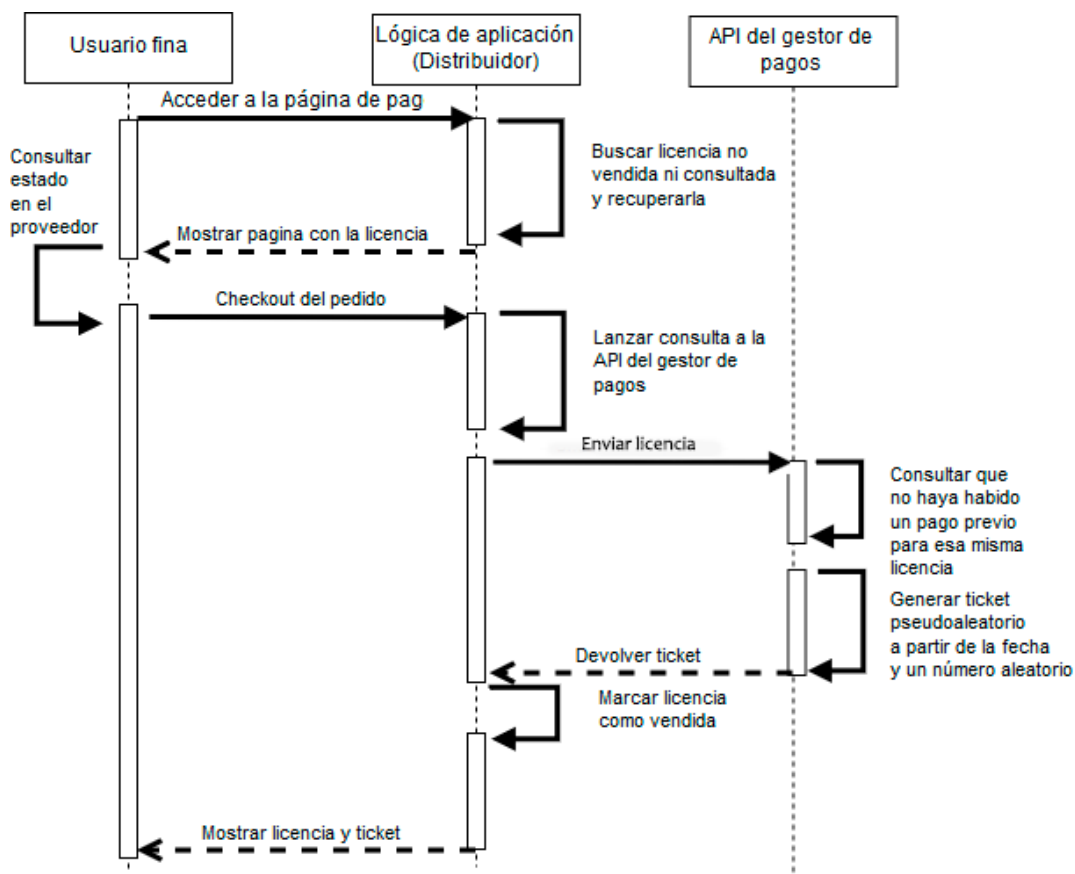 Usuario fina
Lógica de aplicación
(Distribuidor)
API del gestor de
pagos
Acceder a la página de pag
Consultar
estado
en el
proveedor
Buscar licencia no
vendida ni consultada
y recuperarla
Mostrar pagina con la licencia
Checkout del pedido
Lanzar consulta a la
API del gestor de
pagos
Enviar licencia
Consultar que
no haya habido
un pago previo
para esa misma
licencia
Generar ticket
pseudoaleatorio
a partir de la fecha
y un número aleatorio
Devolver ticket
Marcar licencia
como vendida
Mostrar licencia y ticket